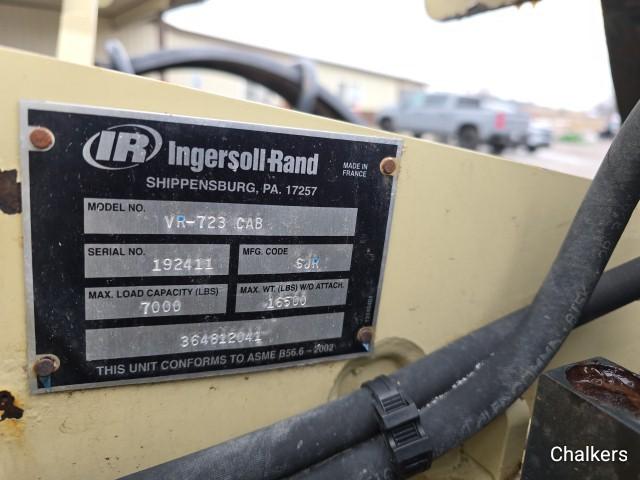 IR Ingersoll-Rand
SHIPPENSBURG, PA. 17257
MADE IN
FRANCE
MODEL NO.
VR-723 CAB
SERIAL NO.
192411
MFG. CODE
SJR
MAX. LOAD CAPACITY (LBS)
7000
MAX. WT. (LBS) W/O ATTACH.
16500
364812041
THIS UNIT CONFORMS TO ASME B56.6 - 2002
Chalkers